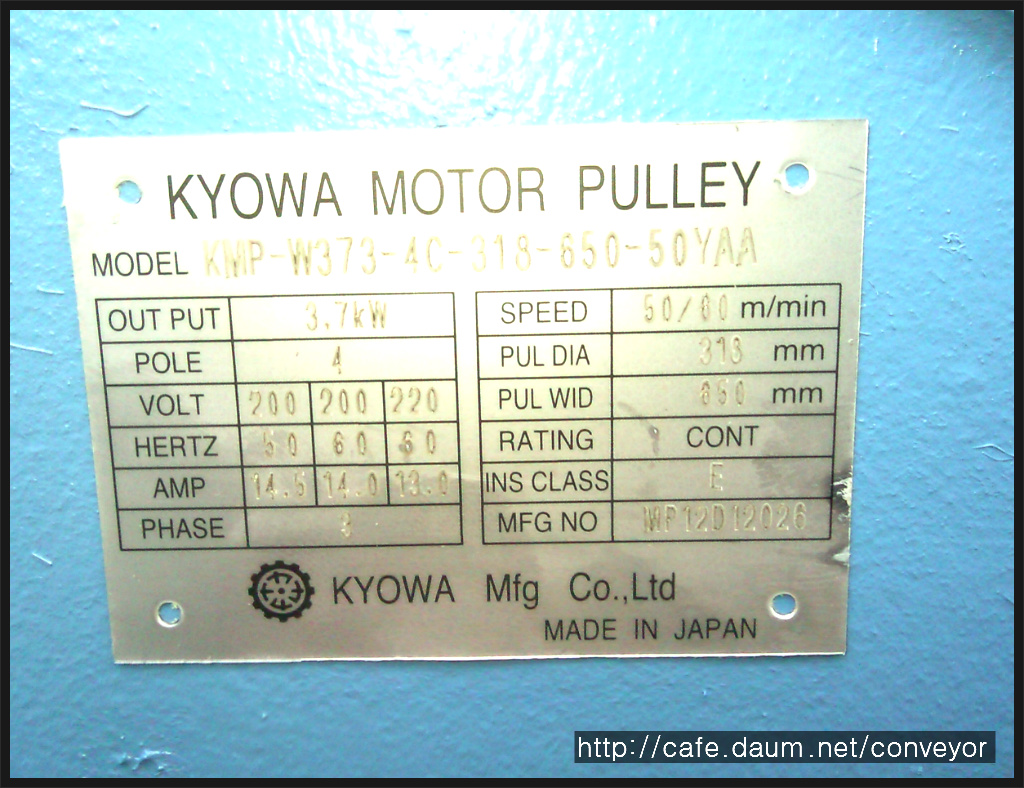 KYOWA MOTOR PULLEY
MODEL KMP-W373-4C-318-650-50YAA
OUT PUT 3.7kW
POLE 4
VOLT 200 200 220
HERTZ 50 60 60
AMP 14.5 14.0 13.0
PHASE 3
SPEED 50/60 m/min
PUL DIA 318 mm
PUL WID 650 mm
RATING CONT
INS CLASS E
MFG NO MP12D12026
KYOWA Mfg Co.,Ltd
MADE IN JAPAN
http://cafe.daum.net/conveyor